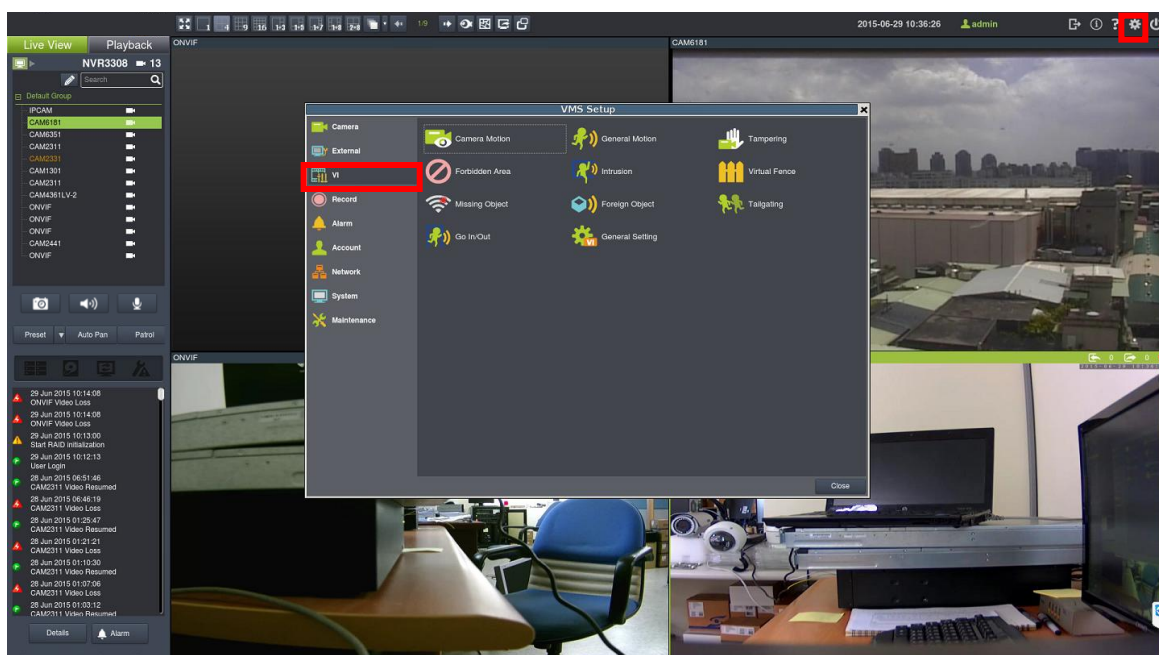 1/9
2015-06-29 10:36:26
admin
Live View
Playback
NVR3308
13
Search
Default Group
IPCAM
CAM6181
CAM6351
CAM2311
CAM2331
CAM1301
CAM2311
CAM4361LV-2
ONVIF
ONVIF
ONVIF
CAM2441
ONVIF
Preset
Auto Pan
Patrol
29 Jun 2015 10:14:08
ONVIF Video Loss
29 Jun 2015 10:14:08
ONVIF Video Loss
29 Jun 2015 10:13:00
Start RAID initialization
29 Jun 2015 10:12:13
User Login
28 Jun 2015 06:51:46
CAM2311 Video Resumed
28 Jun 2015 06:46:19
CAM2311 Video Loss
28 Jun 2015 01:25:47
CAM2311 Video Resumed
28 Jun 2015 01:21:21
CAM2311 Video Loss
28 Jun 2015 01:10:30
CAM2311 Video Resumed
28 Jun 2015 01:07:06
CAM2311 Video Loss
28 Jun 2015 01:03:12
CAM2311 Video Resumed
Details
Alarm
ONVIF
CAM6181
VMS Setup
Camera
External
VI
Record
Alarm
Account
Network
System
Maintenance
Camera Motion
General Motion
Tampering
Forbidden Area
Intrusion
Virtual Fence
Missing Object
Foreign Object
Tailgating
Go In/Out
General Setting
Close
ONVIF
0
0